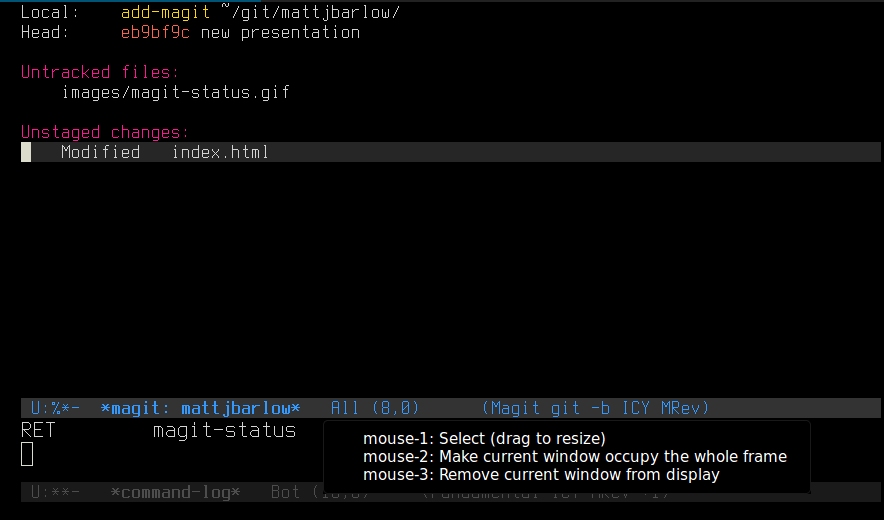 Local:    add-magit ~/git/mattjbarlow/
Head:     eb9bf9c new presentation
Untracked files:
images/magit-status.gif
Unstaged changes:
Modified   index.html
U:%*-  *magit: mattjbarlow*   All (8,0)      (Magit git -b ICY MRev)
RET          magit-status
mouse-1: Select (drag to resize)
mouse-2: Make current window occupy the whole frame
mouse-3: Remove current window from display
U:**-   *command-log*   Bot